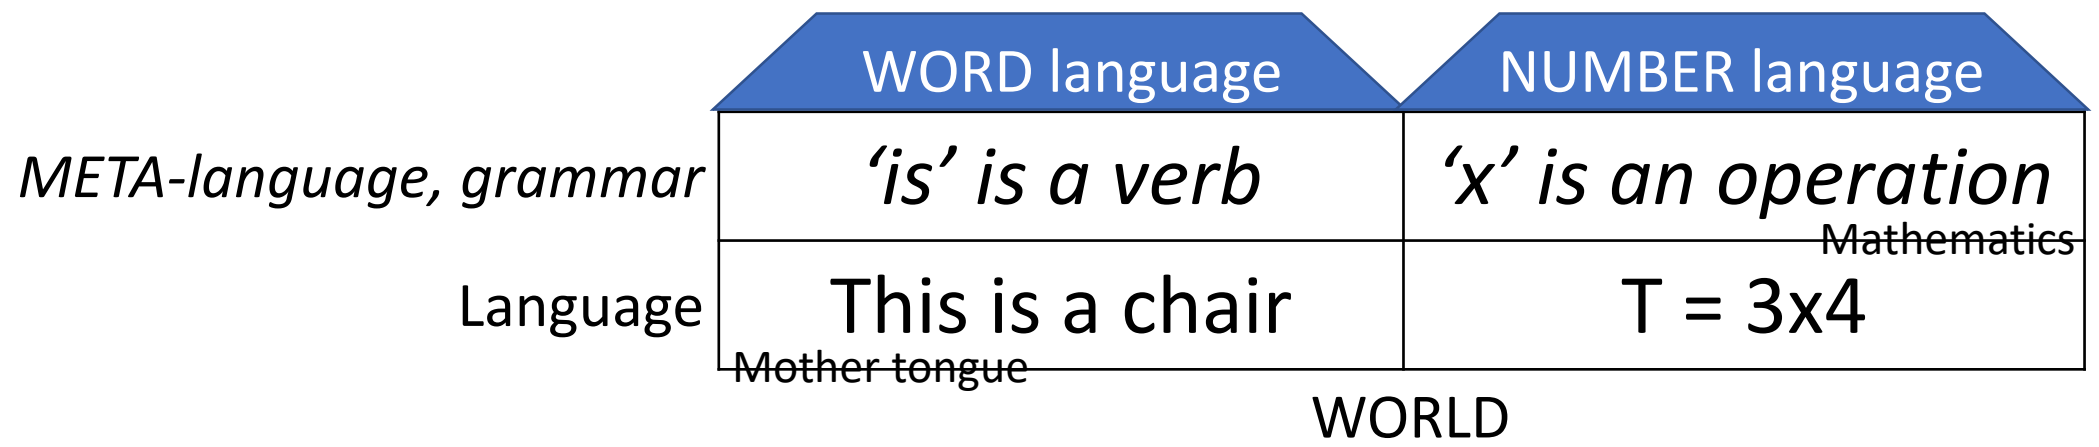 WORD language NUMBER language
META-language, grammar ‘is’ is a verb ‘x’ is an operation
Mathematics
Language This is a chair T = 3x4
Mother tongue
WORLD